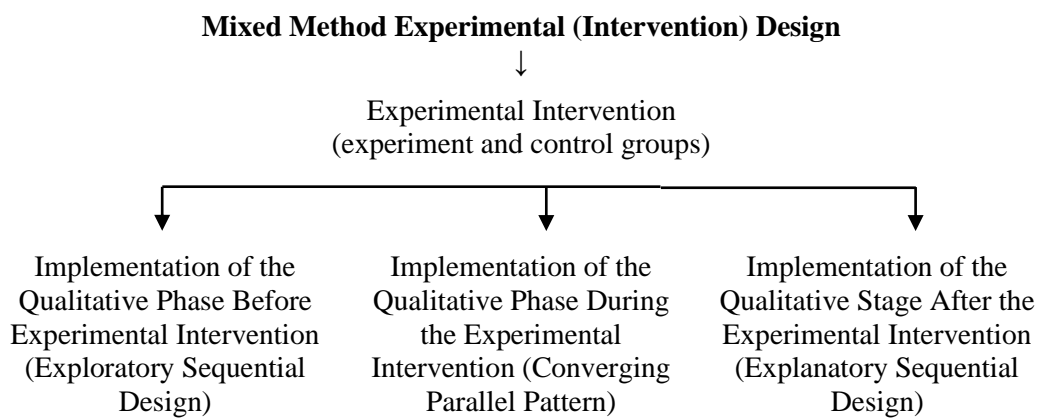 Mixed Method Experimental (Intervention) Design
↓
Experimental Intervention
(experiment and control groups)
Implementation of the
Qualitative Phase Before
Experimental Intervention
(Exploratory Sequential
Design)
Implementation of the
Qualitative Phase During
the Experimental
Intervention (Converging
Parallel Pattern)
Implementation of the
Qualitative Stage After the
Experimental Intervention
(Explanatory Sequential
Design)